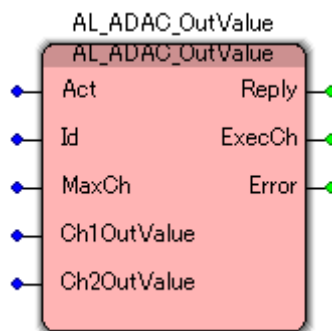 AL_ADAC_OutValue
AL_ADAC_OutValue
Act Reply
Id ExecCh
MaxCh Error
Ch1OutValue
Ch2OutValue